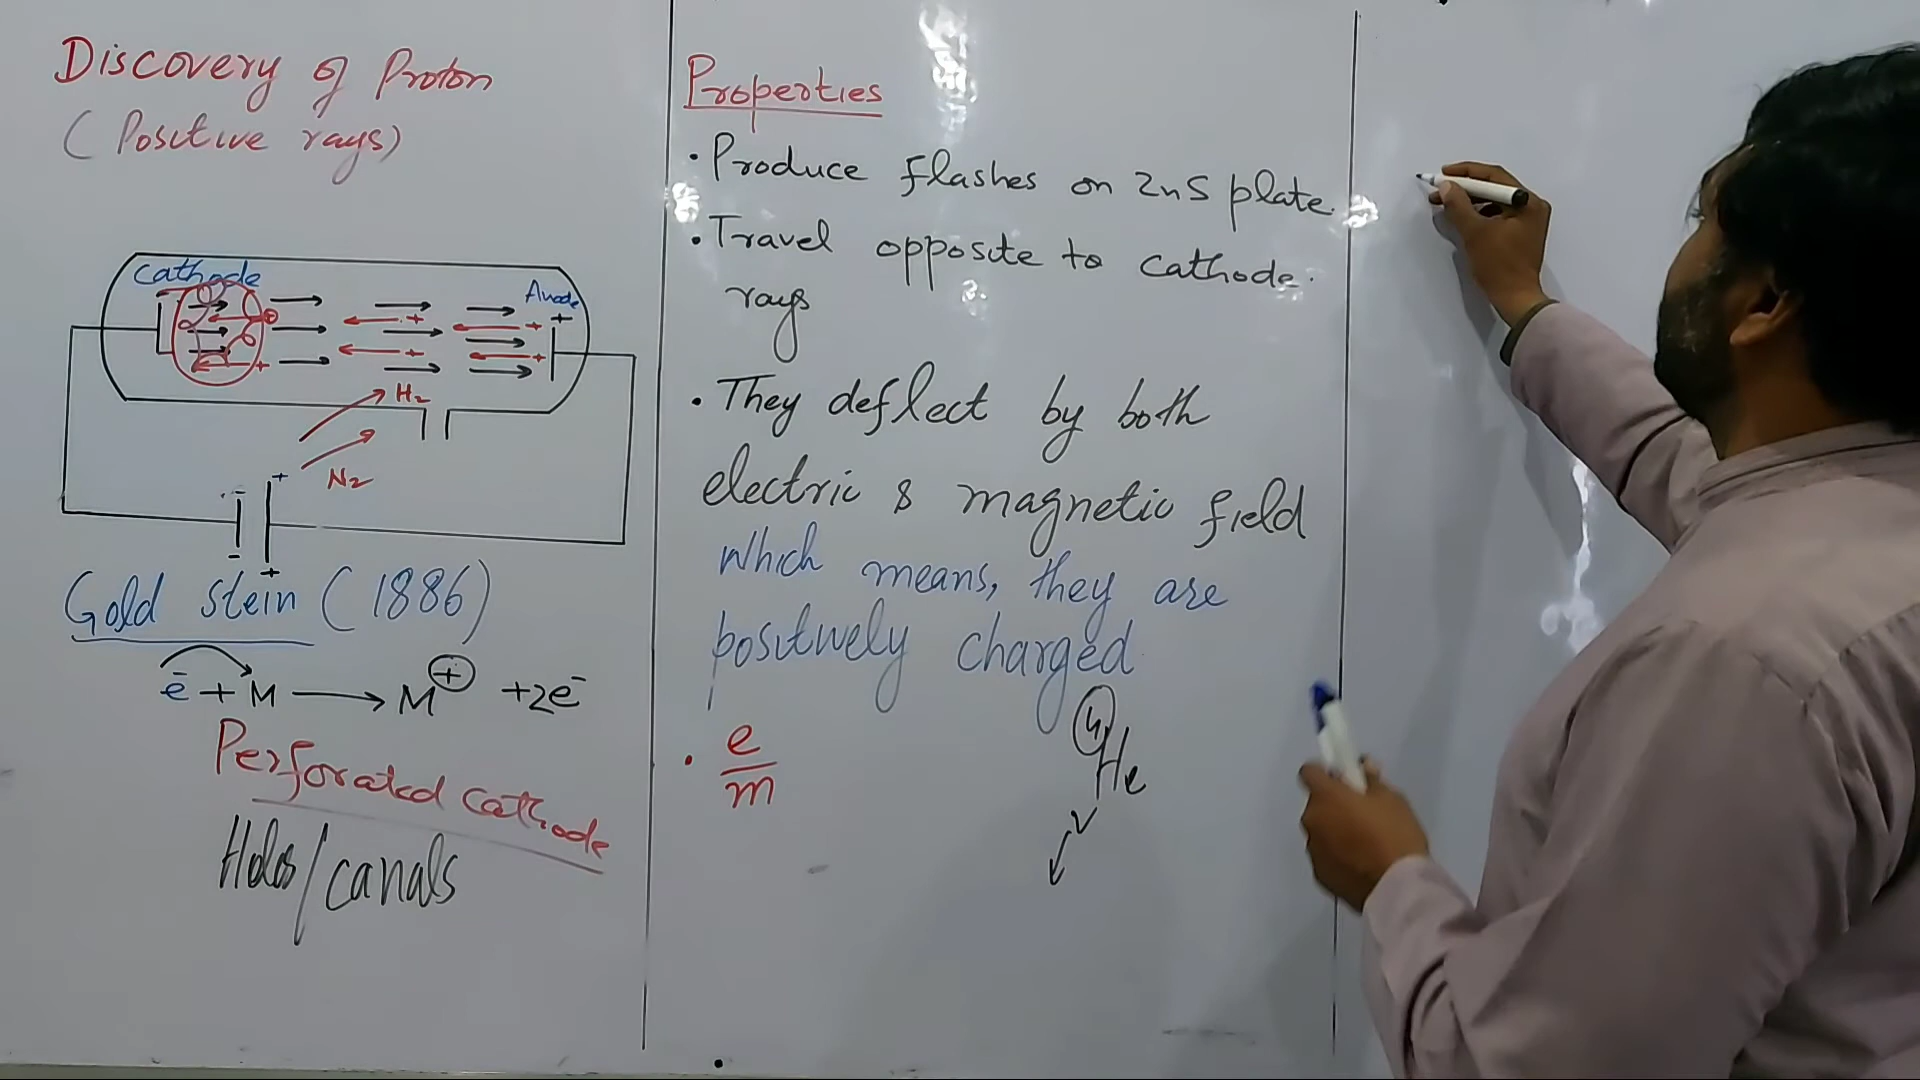 Discovery of Proton
(Positive rays)
Cathode
Anode
+
+
+
+
+
+
+
H2
N2
-
+
-
+
Gold stein (1886)
e- + M → M+ +2e-
Perforated cathode
Holes/canals
Properties
• Produce flashes on ZnS plate.
• Travel opposite to cathode
rays
• They deflect by both
electric & magnetic field
which means, they are
positively charged
• e
m
4He